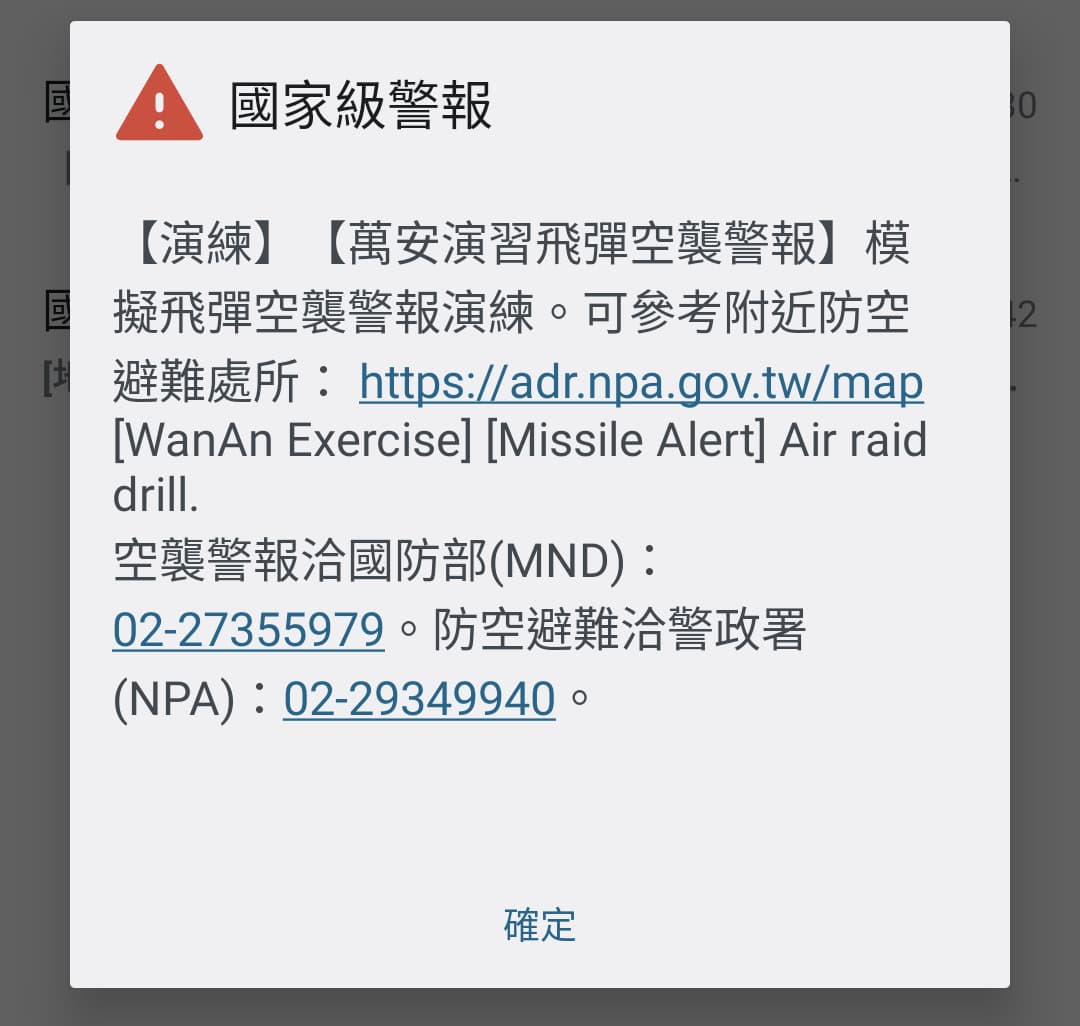 國家級警報
【演練】【萬安演習飛彈空襲警報】模
擬飛彈空襲警報演練。可參考附近防空
避難處所： https://adr.npa.gov.tw/map
[WanAn Exercise] [Missile Alert] Air raid
drill.
空襲警報洽國防部(MND)：
02-27355979。防空避難洽警政署
(NPA)：02-29349940。
確定